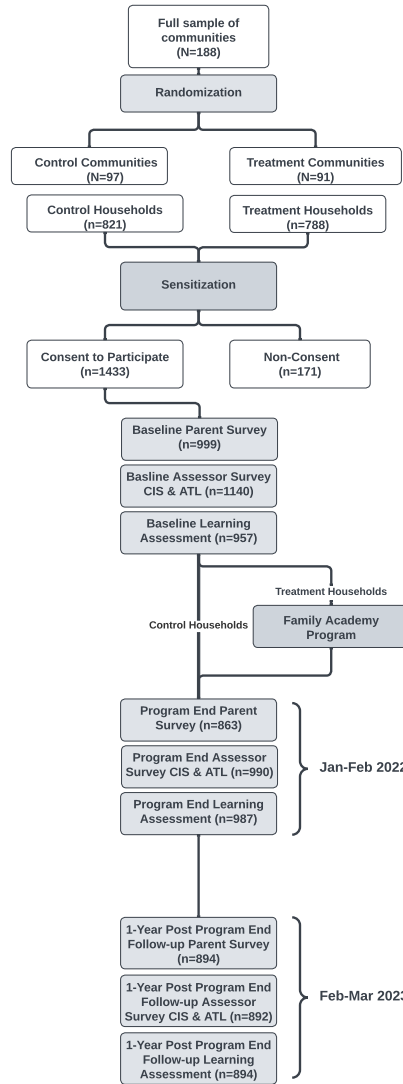 Full sample of
communities
(N=188)
Randomization
Control Communities
(N=97)
Treatment Communities
(N=91)
Control Households
(n=821)
Treatment Households
(n=788)
Sensitization
Consent to Participate
(n=1433)
Non-Consent
(n=171)
Baseline Parent Survey
(n=999)
Basline Assessor Survey
CIS & ATL (n=1140)
Baseline Learning
Assessment (n=957)
Treatment Households
Control Households
Family Academy
Program
Program End Parent
Survey (n=863)
Program End Assessor
Survey CIS & ATL (n=990)
Program End Learning
Assessment (n=987)
Jan-Feb 2022
1-Year Post Program End
Follow-up Parent Survey
(n=894)
1-Year Post Program End
Follow-up Assessor
Survey CIS & ATL (n=892)
1-Year Post Program End
Follow-up Learning
Assessment (n=894)
Feb-Mar 2023